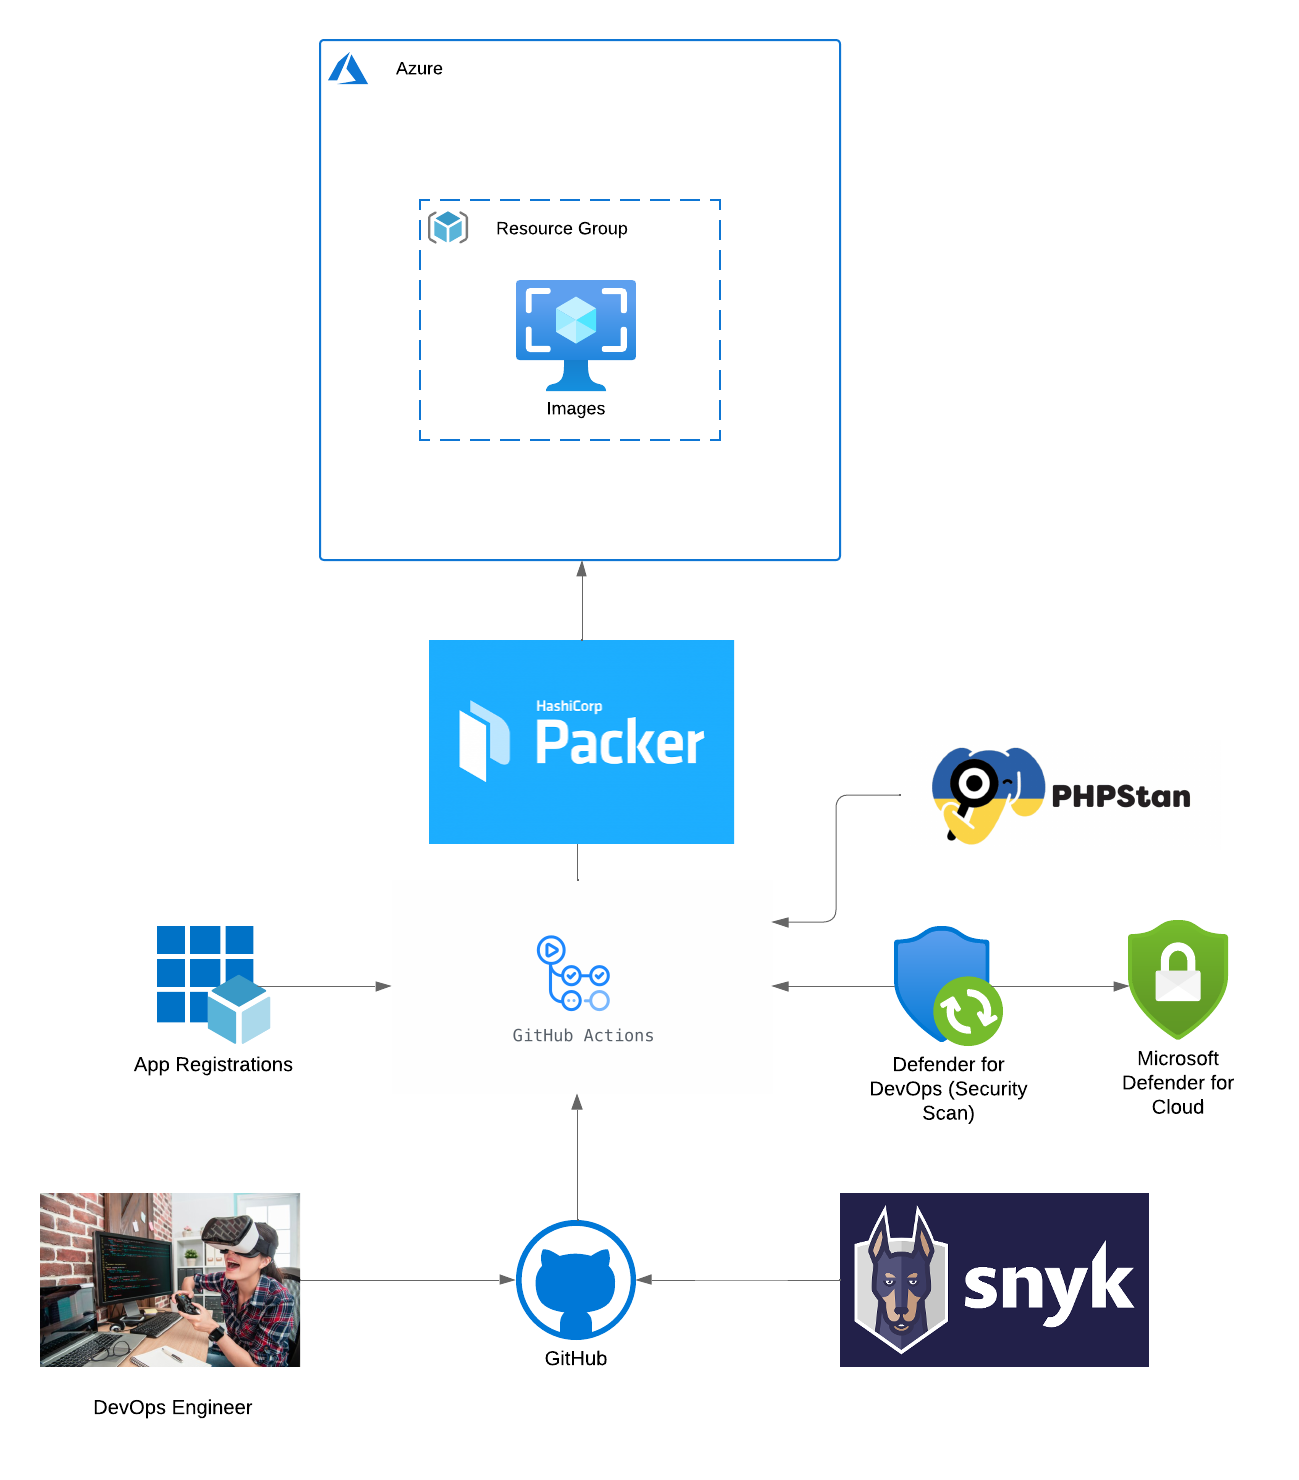 Azure
Resource Group
Images
HashiCorp
Packer
PHPStan
GitHub Actions
App Registrations
Defender for
DevOps (Security
Scan)
Microsoft
Defender for
Cloud
snyk
GitHub
DevOps Engineer